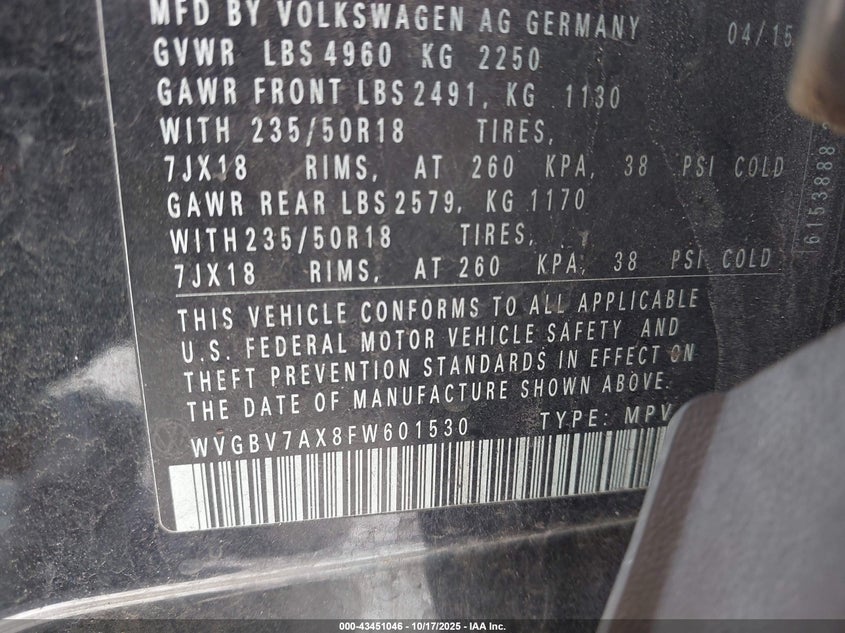 MFD BY VOLKSWAGEN AG GERMANY 04/15
GVWR LBS 4960 KG 2250
GAWR FRONT LBS 2491, KG 1130
WITH 235/50R18 TIRES,
7JX18 RIMS, AT 260 KPA, 38 PSI COLD
GAWR REAR LBS 2579, KG 1170
WITH 235/50R18 TIRES,
7JX18 RIMS, AT 260 KPA, 38 PSI COLD
6153888
THIS VEHICLE CONFORMS TO ALL APPLICABLE
U.S. FEDERAL MOTOR VEHICLE SAFETY AND
THEFT PREVENTION STANDARDS IN EFFECT ON
THE DATE OF MANUFACTURE SHOWN ABOVE.
WVGBV7AX8FW601530 TYPE: MPV
000-43451046 - 10/17/2025 - IAA Inc.